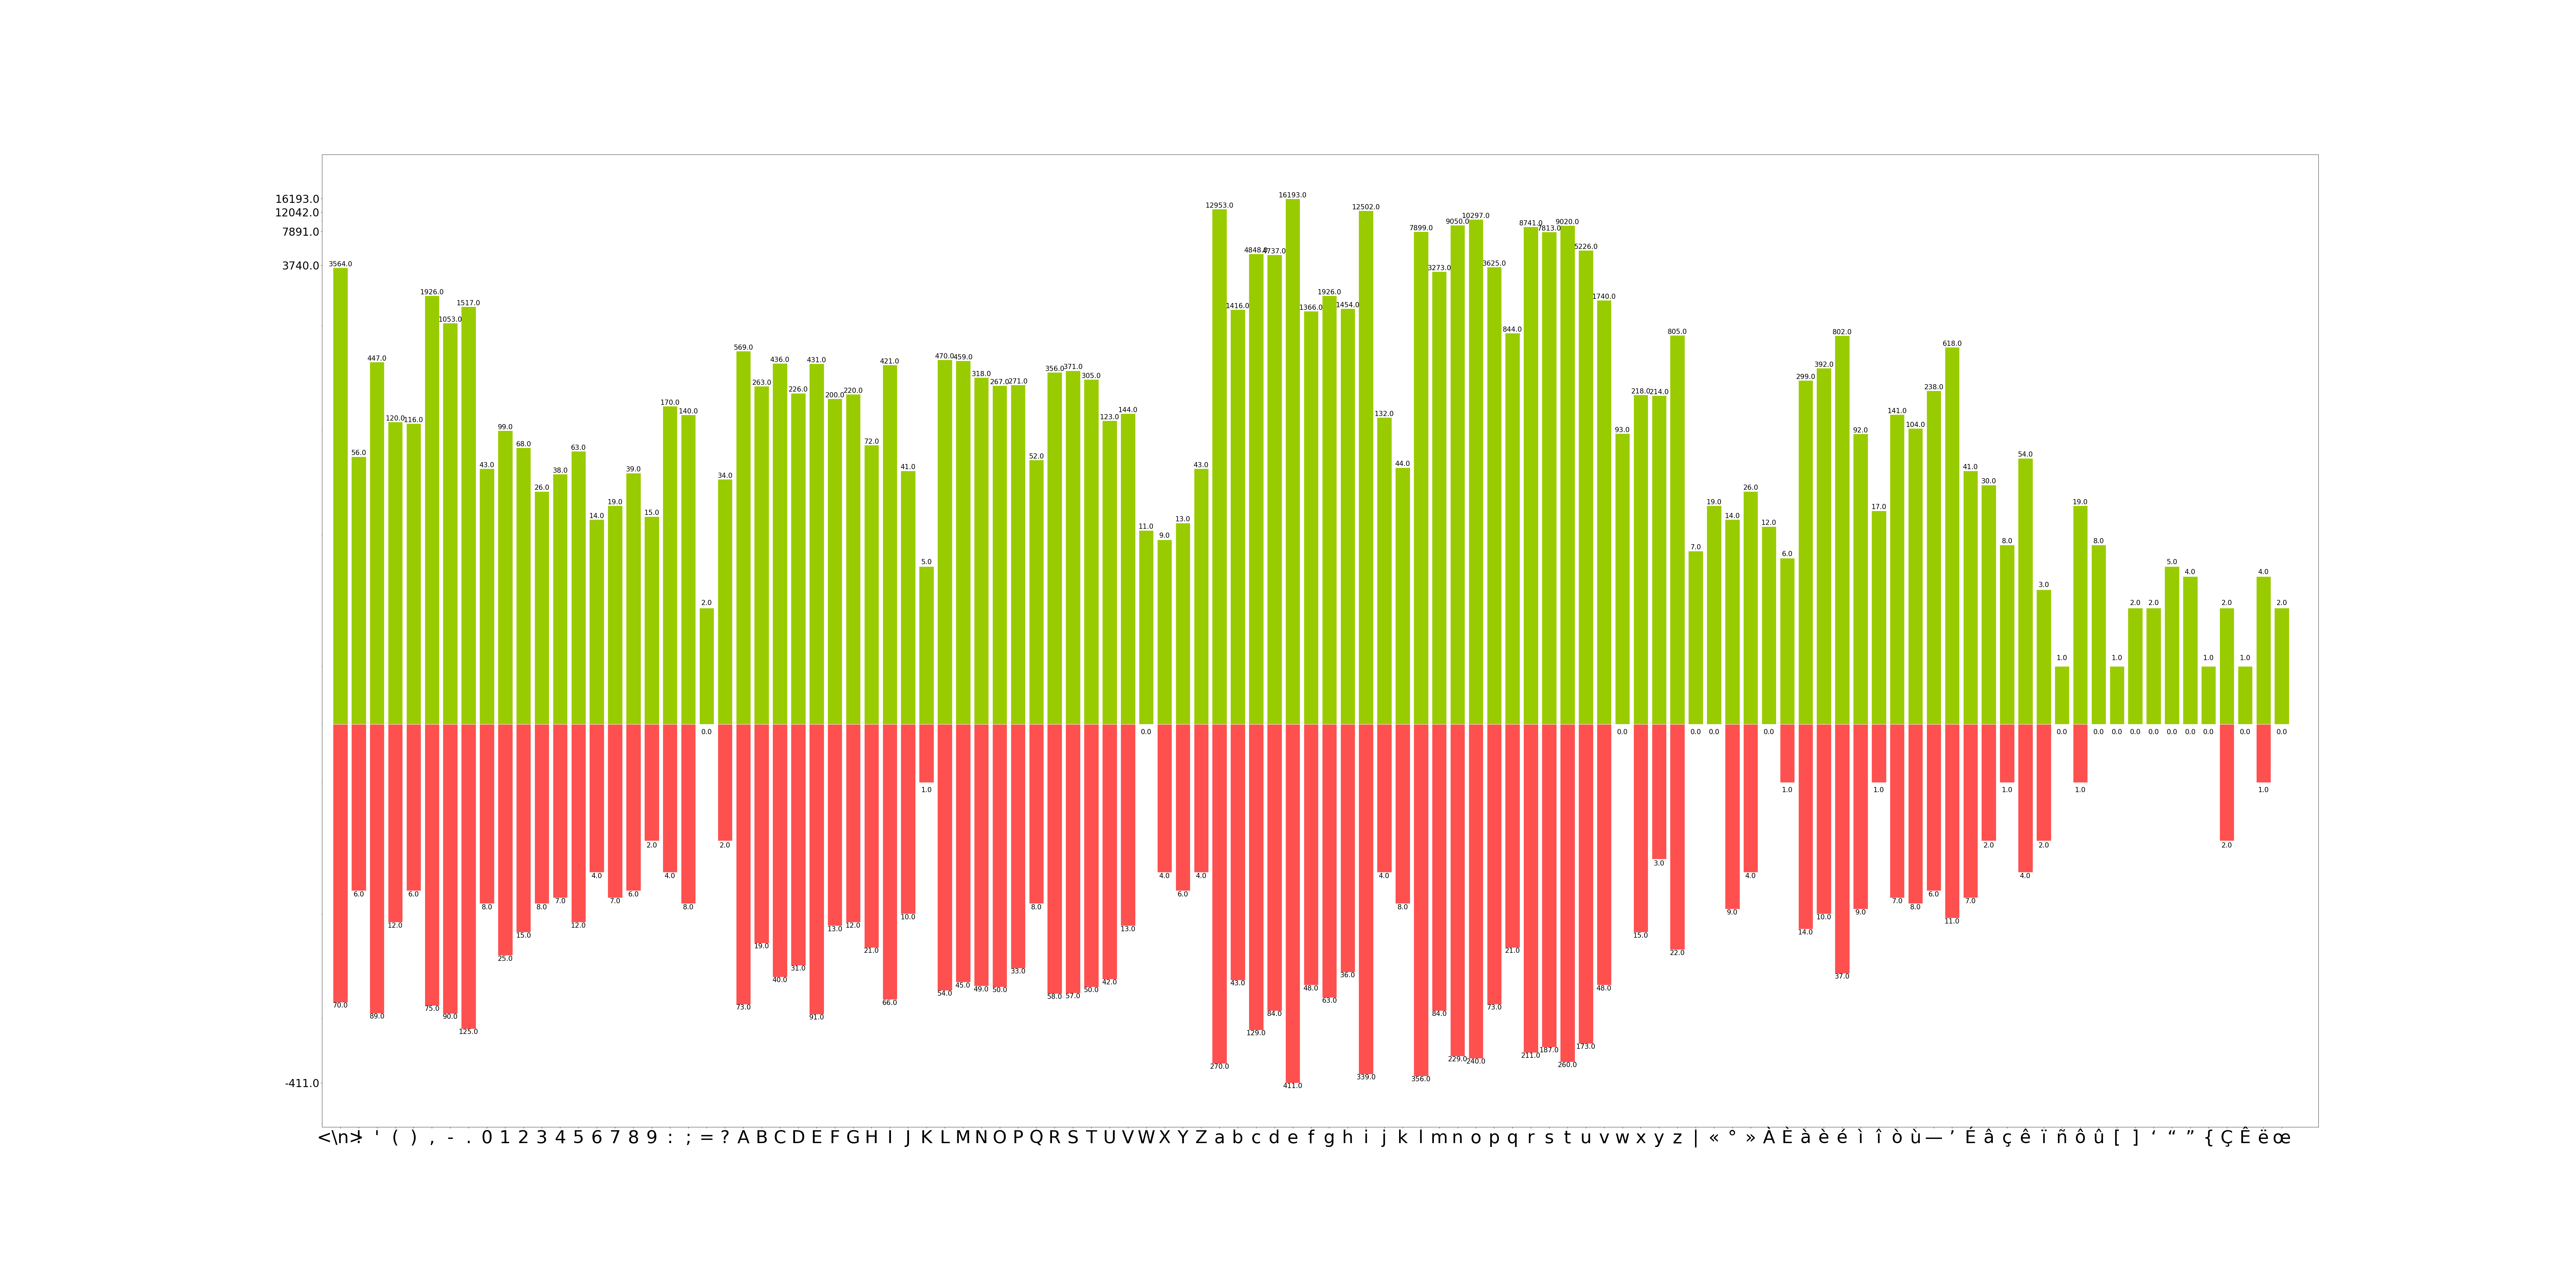 16193.0
12042.0
7891.0
3740.0
-411.0
3564.0 56.0 447.0 120.0 116.0 1926.0 1053.0 1517.0 43.0 99.0 68.0 26.0 38.0 63.0 14.0 19.0 39.0 15.0 170.0 140.0 2.0 34.0 569.0 263.0 436.0 226.0 431.0 200.0 220.0 72.0 421.0 41.0 5.0 470.0 459.0 318.0 267.0 271.0 52.0 356.0 371.0 305.0 123.0 144.0 11.0 9.0 13.0 43.0 12953.0 1416.0 4848.0 4737.0 16193.0 1366.0 1926.0 1454.0 12502.0 132.0 44.0 7899.0 3273.0 9050.0 10297.0 3625.0 844.0 8741.0 7813.0 9020.0 5226.0 1740.0 93.0 218.0 214.0 805.0 7.0 19.0 14.0 26.0 12.0 6.0 299.0 392.0 802.0 92.0 17.0 141.0 104.0 238.0 618.0 41.0 30.0 8.0 54.0 3.0 1.0 19.0 8.0 1.0 2.0 2.0 5.0 4.0 1.0 2.0 1.0 4.0 2.0
70.0 6.0 89.0 12.0 6.0 75.0 90.0 125.0 8.0 25.0 15.0 8.0 7.0 12.0 4.0 7.0 6.0 2.0 4.0 8.0 0.0 2.0 73.0 19.0 40.0 31.0 91.0 13.0 12.0 21.0 66.0 10.0 1.0 54.0 45.0 49.0 50.0 33.0 8.0 58.0 57.0 50.0 42.0 13.0 0.0 4.0 6.0 4.0 270.0 43.0 129.0 84.0 411.0 48.0 63.0 36.0 339.0 4.0 8.0 356.0 84.0 229.0 240.0 73.0 21.0 211.0 187.0 260.0 173.0 48.0 0.0 15.0 3.0 22.0 0.0 0.0 9.0 4.0 0.0 1.0 14.0 10.0 37.0 9.0 1.0 7.0 8.0 6.0 11.0 7.0 2.0 1.0 4.0 2.0 0.0 1.0 0.0 0.0 0.0 0.0 0.0 0.0 0.0 2.0 0.0 1.0 0.0
<\n> ! ' ( ) , - . 0 1 2 3 4 5 6 7 8 9 : ; = ? A B C D E F G H I J K L M N O P Q R S T U V W X Y Z a b c d e f g h i j k l m n o p q r s t u v w x y z | « ° » À È à è é ì î ò ù — ’ É â ç ê ï ñ ô û [ ] ‘ “ ” { Ç Ê ë œ